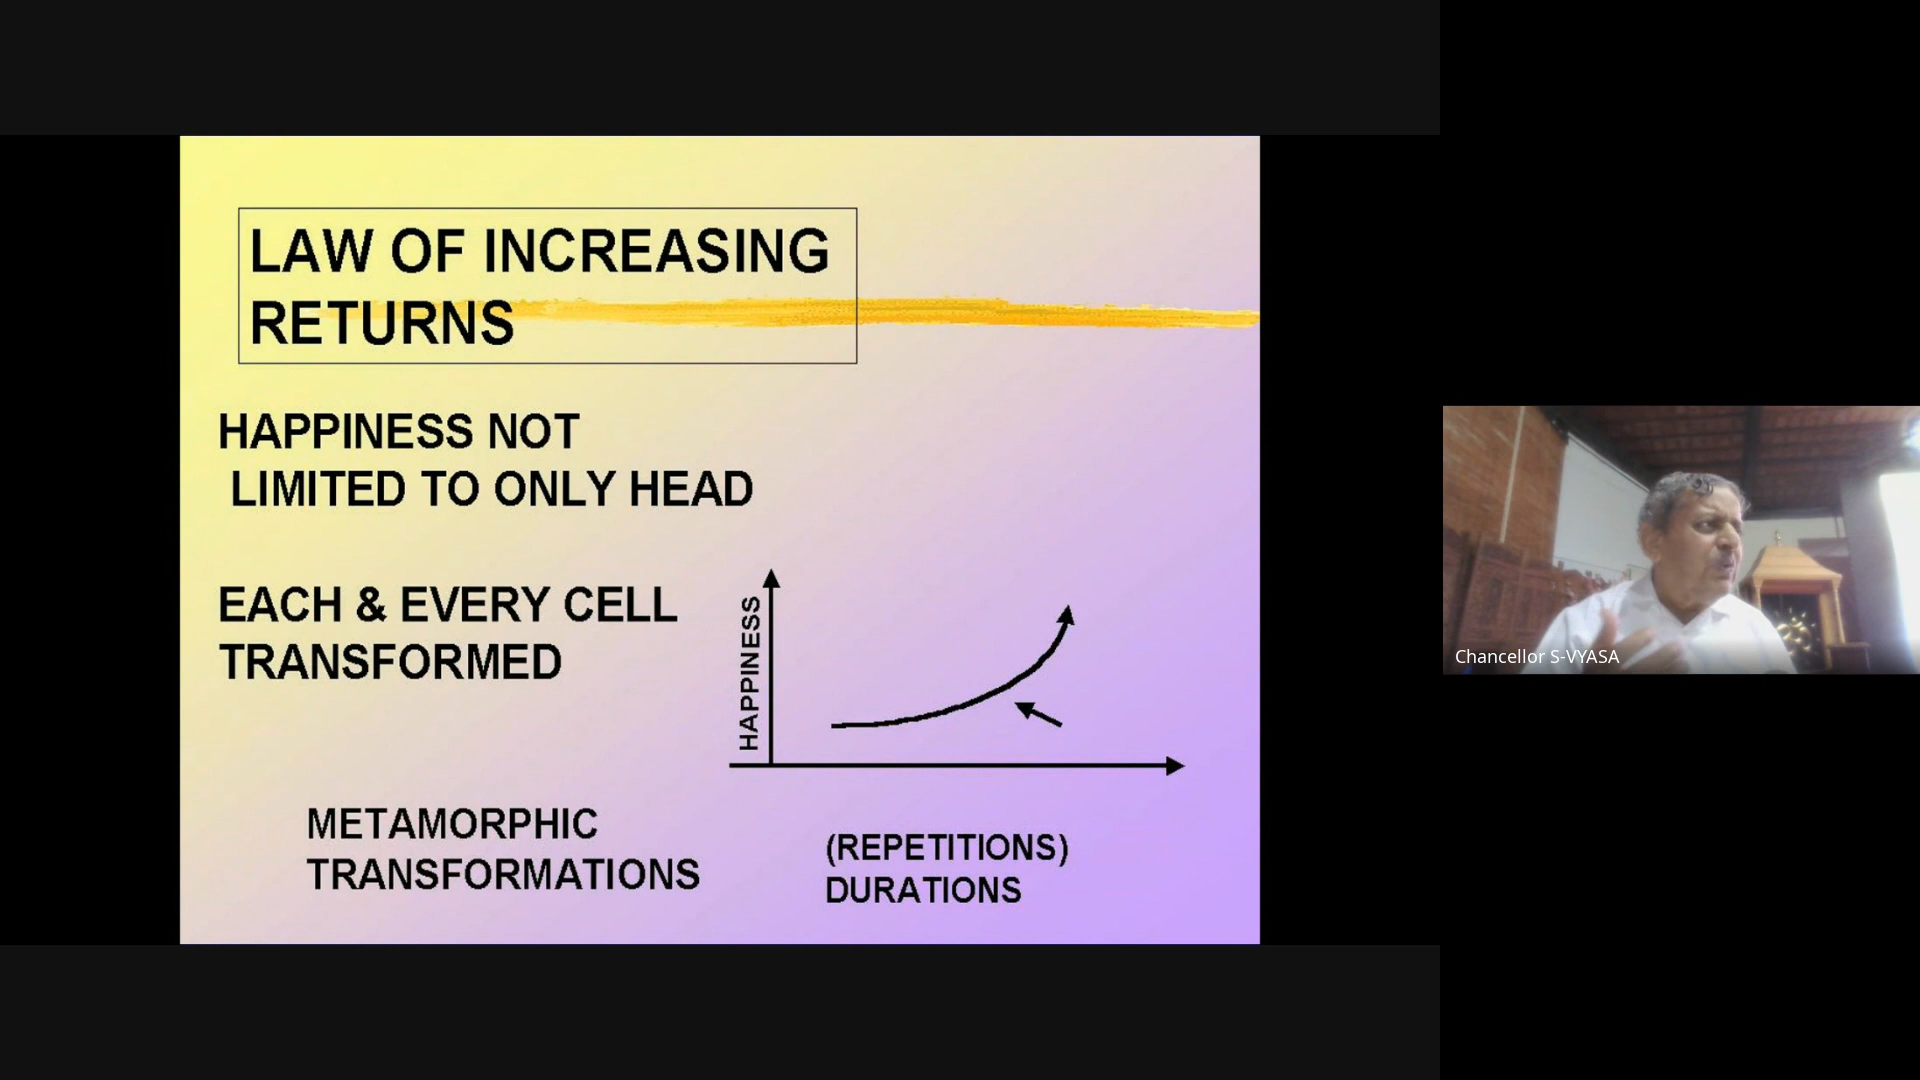 LAW OF INCREASING
RETURNS
HAPPINESS NOT
LIMITED TO ONLY HEAD
EACH & EVERY CELL
TRANSFORMED
HAPPINESS
METAMORPHIC
TRANSFORMATIONS
(REPETITIONS)
DURATIONS
Chancellor S-VYASA